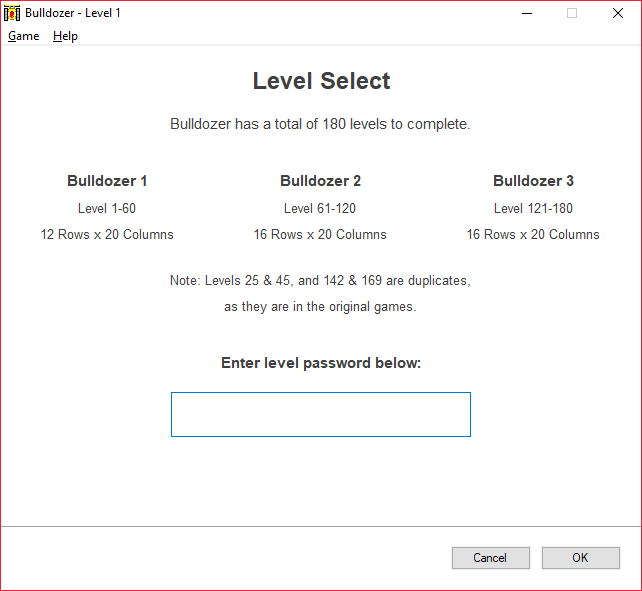 Bulldozer - Level 1
Game Help
Level Select
Bulldozer has a total of 180 levels to complete.
Bulldozer 1 Bulldozer 2 Bulldozer 3
Level 1-60 Level 61-120 Level 121-180
12 Rows x 20 Columns 16 Rows x 20 Columns 16 Rows x 20 Columns
Note: Levels 25 & 45, and 142 & 169 are duplicates,
as they are in the original games.
Enter level password below:
Cancel OK